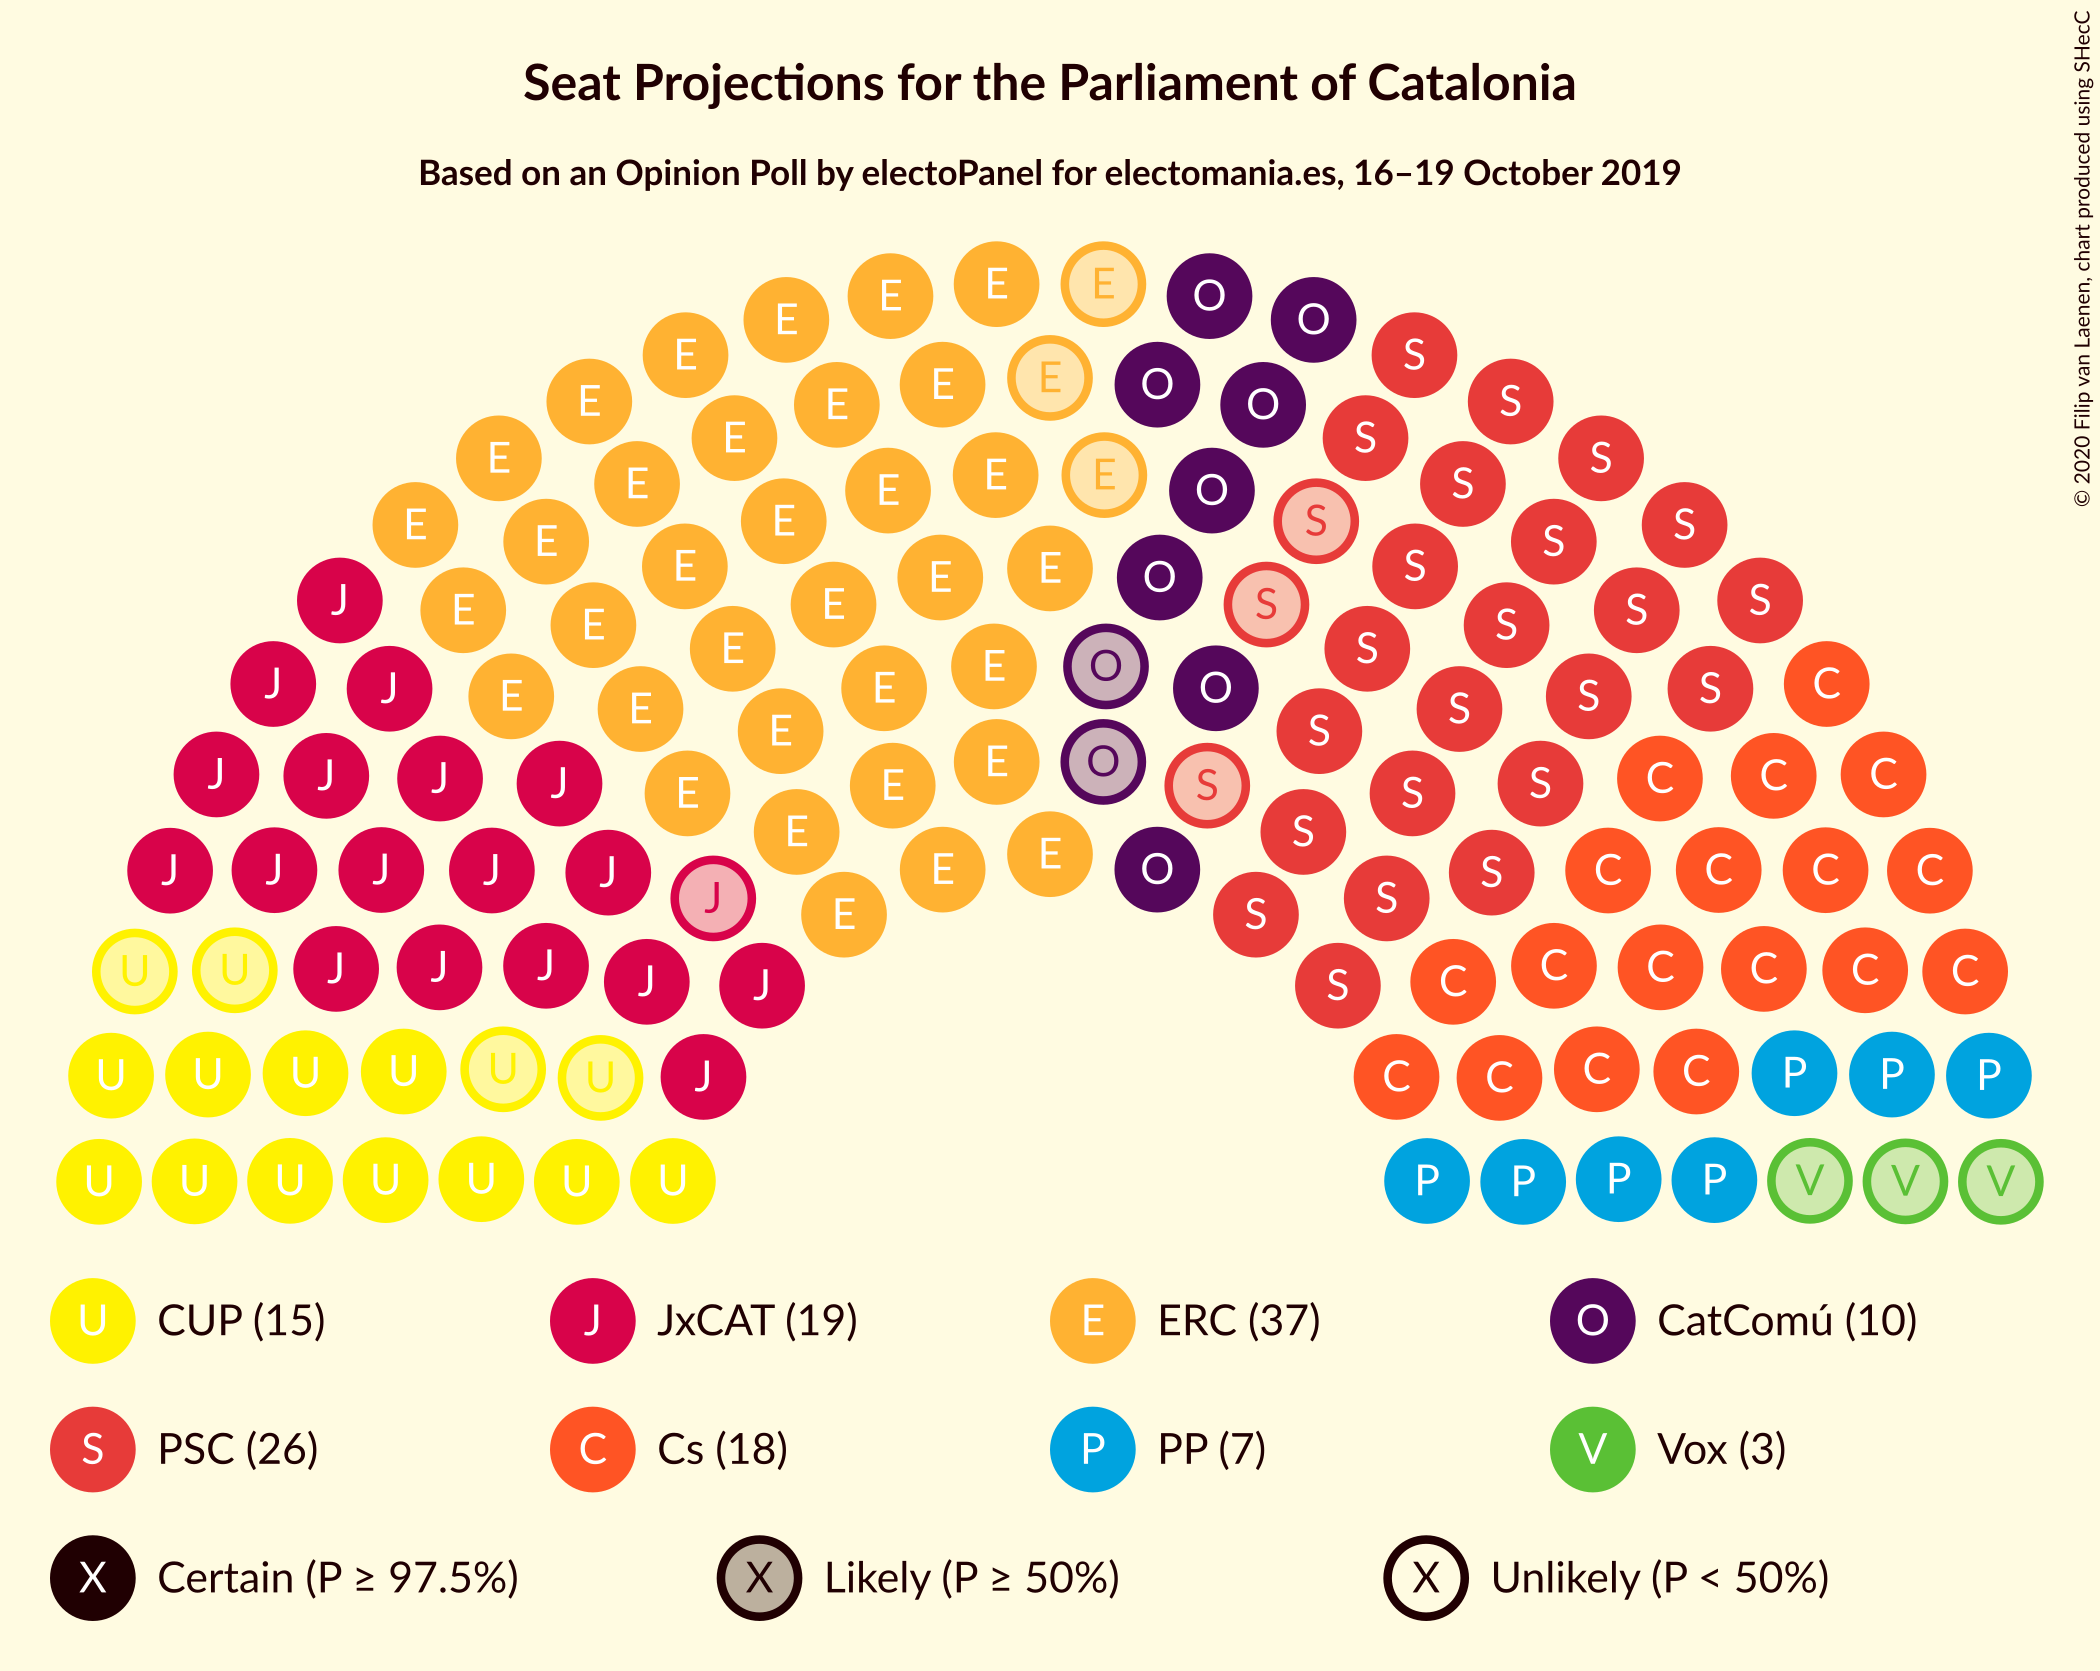 Seat Projections for the Parliament of Catalonia
Based on an Opinion Poll by electoPanel for electomania.es, 16–19 October 2019
© 2020 Filip van Laenen, chart produced using SHecC
E E E O O
E E S
E E O O S
E E E S S
E E E O S S
E E E S S S
E E E E O S S S
J E E E S S S S
J J E E E E O O S S S S C
J J J J E E E O S S S S C C C
J J J J J J E E E O S S S S C C C C
U U J J J J J S C C C C C C
U U U U U U J C C C C P P P
U U U U U U U P P P P V V V
U CUP (15) J JxCAT (19) E ERC (37) O CatComú (10)
S PSC (26) C Cs (18) P PP (7) V Vox (3)
X Certain (P ≥ 97.5%) X Likely (P ≥ 50%) X Unlikely (P < 50%)